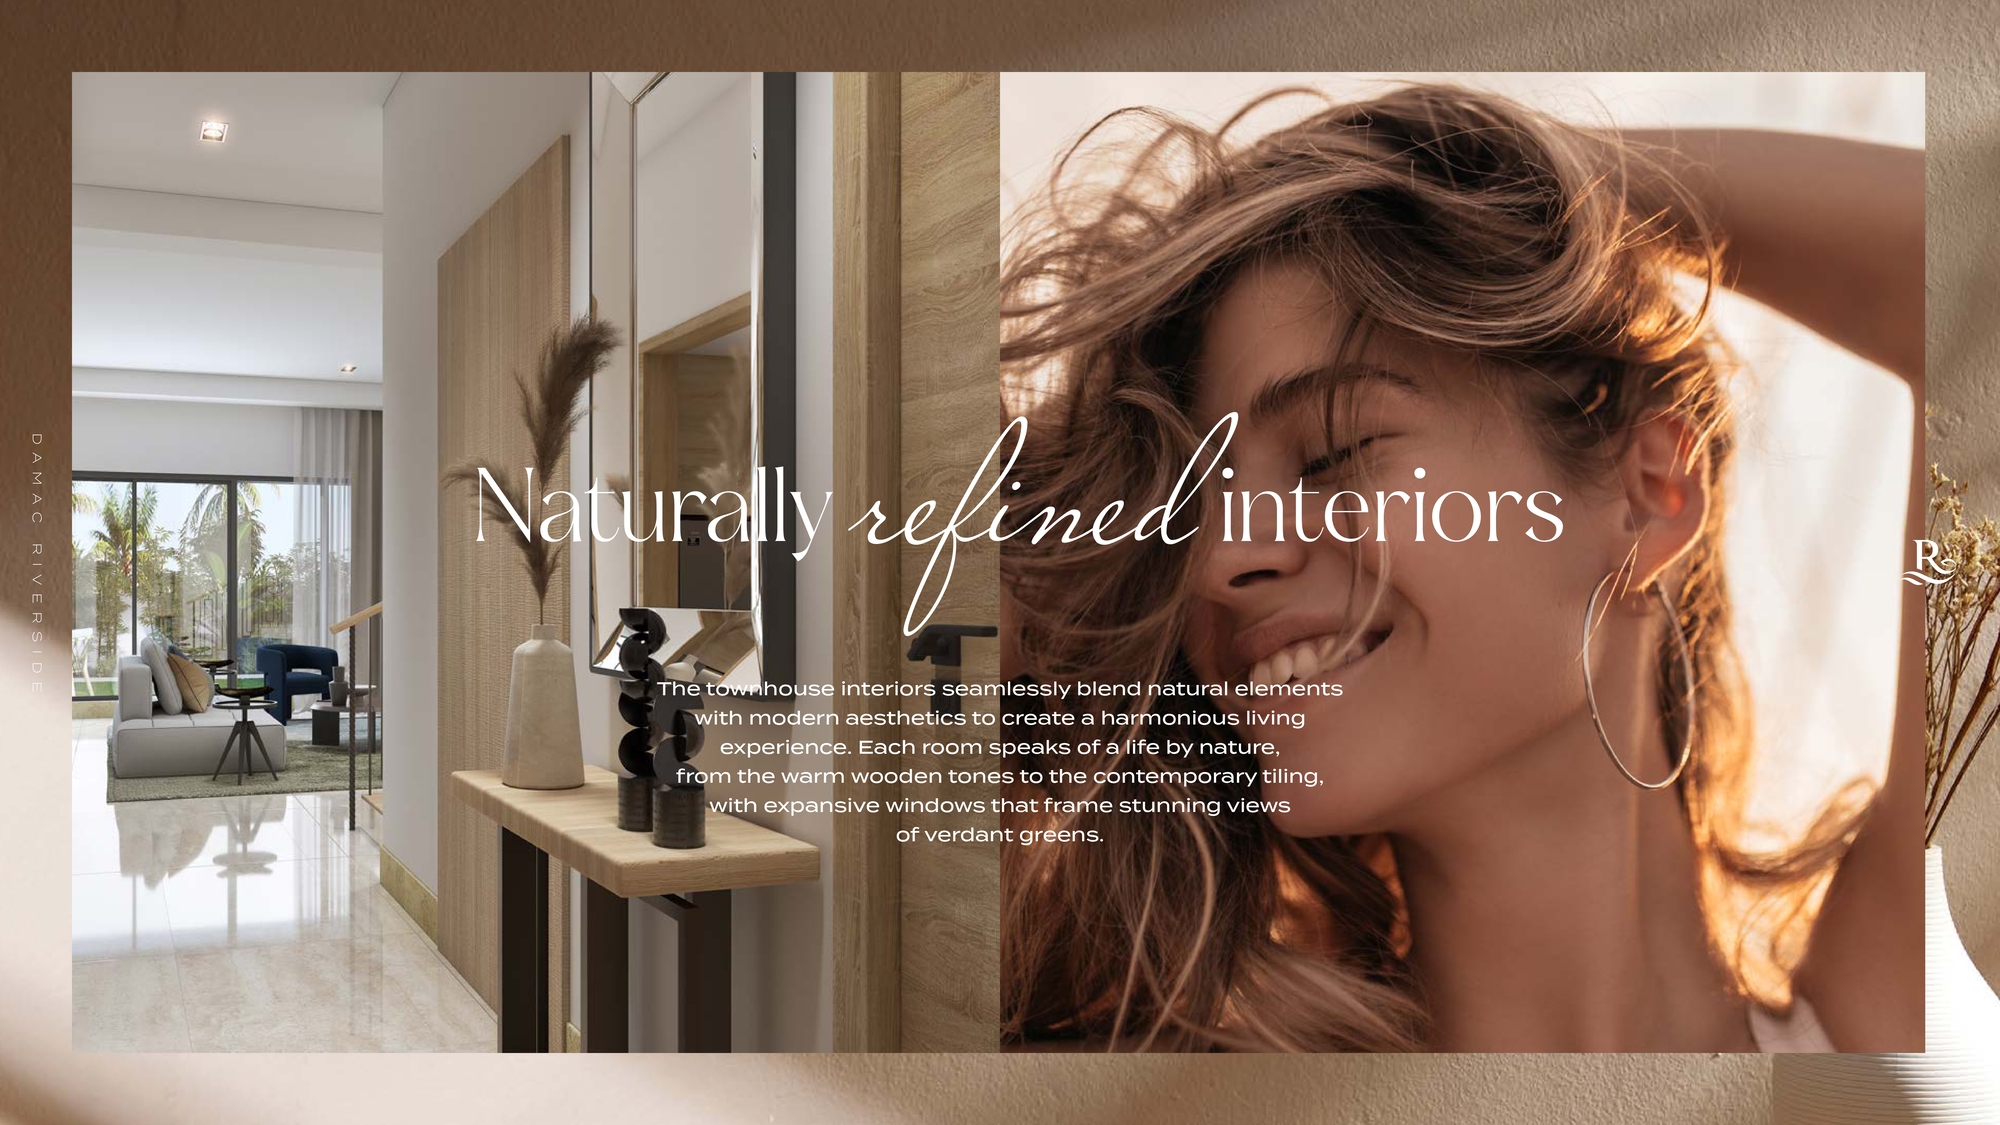 DAMAC RIVERSIDE
Naturally refined interiors
The townhouse interiors seamlessly blend natural elements
with modern aesthetics to create a harmonious living
experience. Each room speaks of a life by nature,
from the warm wooden tones to the contemporary tiling,
with expansive windows that frame stunning views
of verdant greens.
R